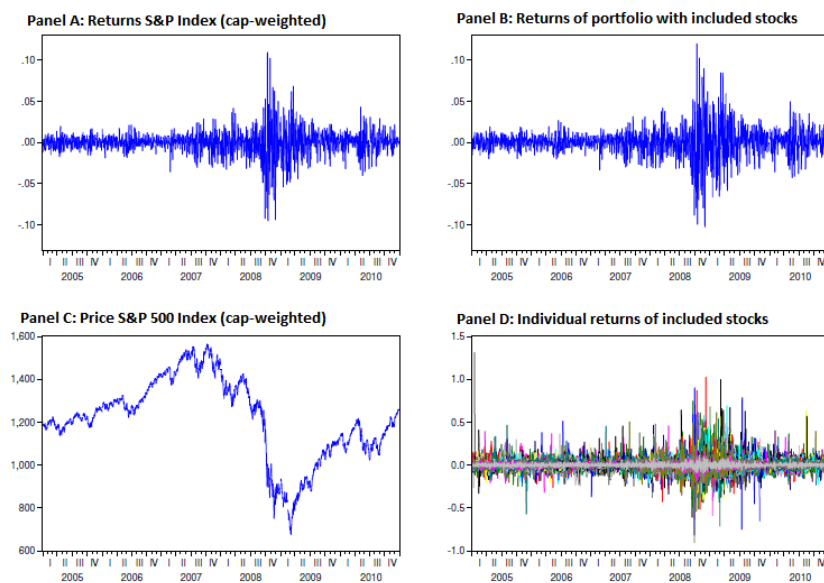 Panel A: Returns S&P Index (cap-weighted)
.10
.05
.00
-.05
-.10
I II III IV I II III IV I II III IV I II III IV I II III IV I II III IV
2005 2006 2007 2008 2009 2010
Panel B: Returns of portfolio with included stocks
.10
.05
.00
-.05
-.10
I II III IV I II III IV I II III IV I II III IV I II III IV I II III IV
2005 2006 2007 2008 2009 2010
Panel C: Price S&P 500 Index (cap-weighted)
1,600
1,400
1,200
1,000
800
600
I II III IV I II III IV I II III IV I II III IV I II III IV I II III IV
2005 2006 2007 2008 2009 2010
Panel D: Individual returns of included stocks
1.5
1.0
0.5
0.0
-0.5
-1.0
I II III IV I II III IV I II III IV I II III IV I II III IV I II III IV
2005 2006 2007 2008 2009 2010